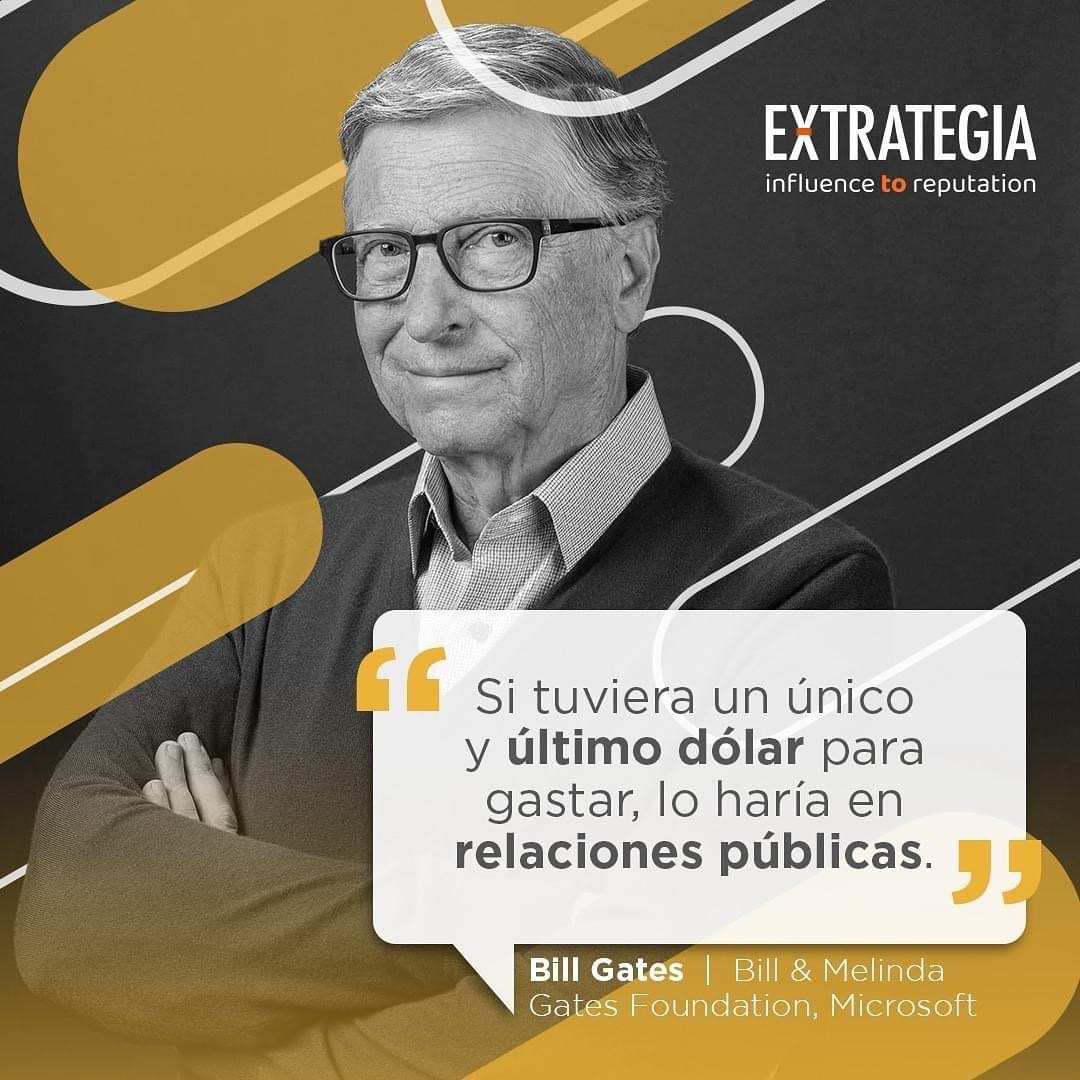 EXTRATEGIA
influence to reputation
“
Si tuviera un único
y último dólar para
gastar, lo haría en
relaciones públicas.
”
Bill Gates | Bill & Melinda
Gates Foundation, Microsoft